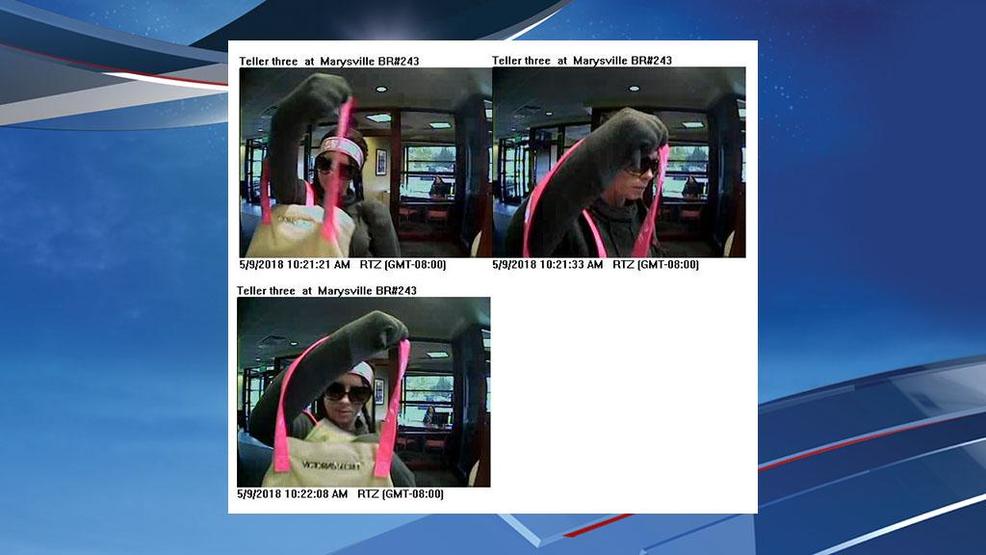 Teller three at Marysville BR#243
Teller three at Marysville BR#243
5/9/2018 10:21:21 AM RTZ (GMT-08:00)
5/9/2018 10:21:33 AM RTZ (GMT-08:00)
Teller three at Marysville BR#243
VICTORIA'S SECRET
5/9/2018 10:22:08 AM RTZ (GMT-08:00)